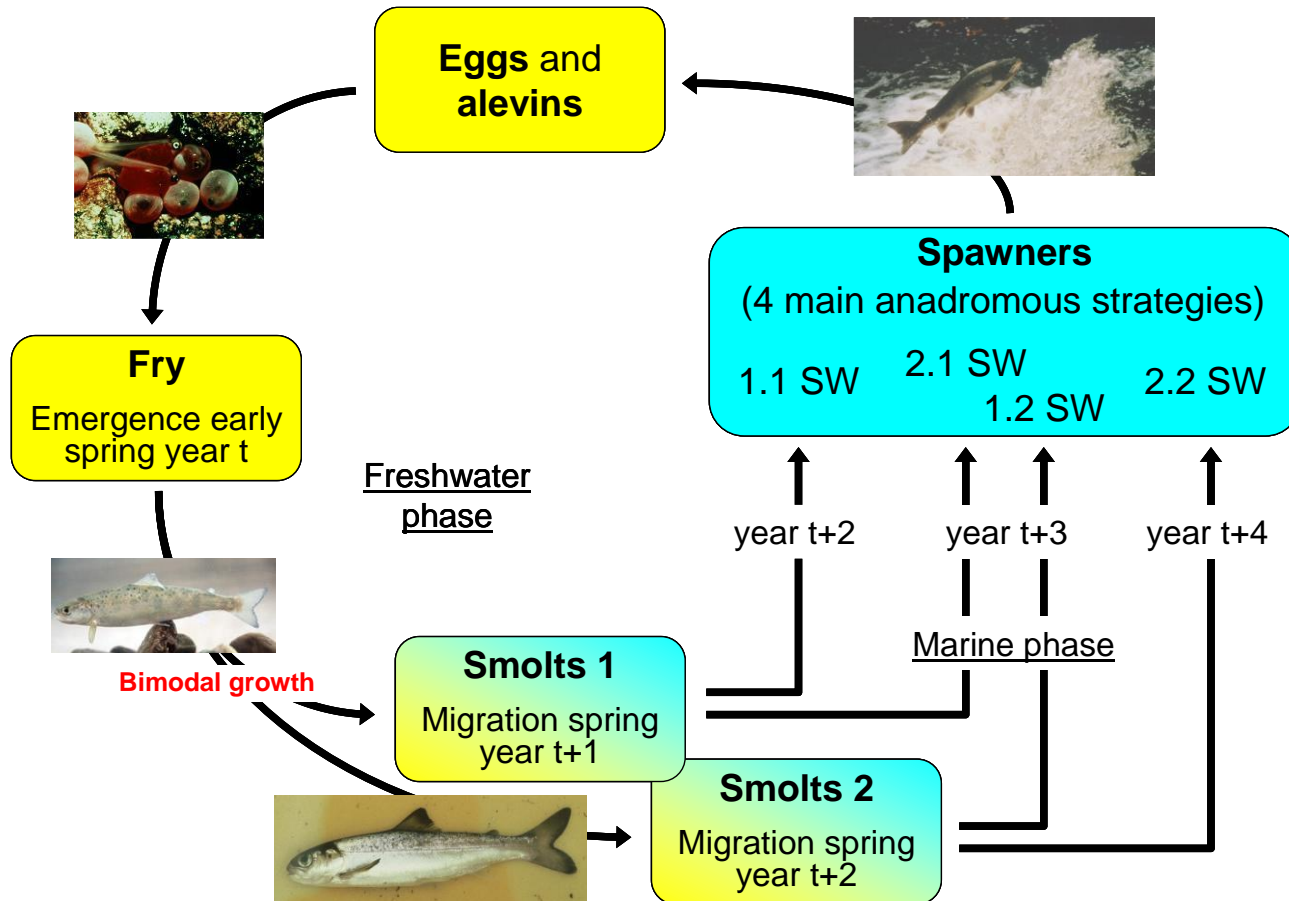 Eggs and
alevins
Spawners
(4 main anadromous strategies)
1.1 SW
2.1 SW
1.2 SW
2.2 SW
Fry
Emergence early
spring year t
Freshwater
phase
year t+2
year t+3
year t+4
Marine phase
Bimodal growth
Smolts 1
Migration spring
year t+1
Smolts 2
Migration spring
year t+2